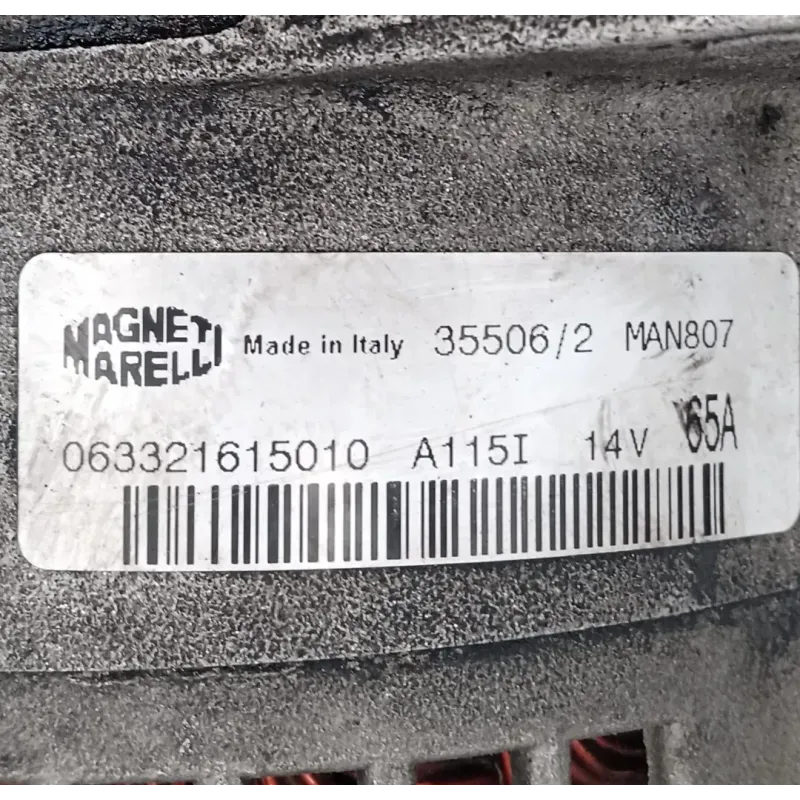 MAGNETI
MARELLI
Made in Italy 35506/2 MAN807
063321615010 A115I 14V 65A